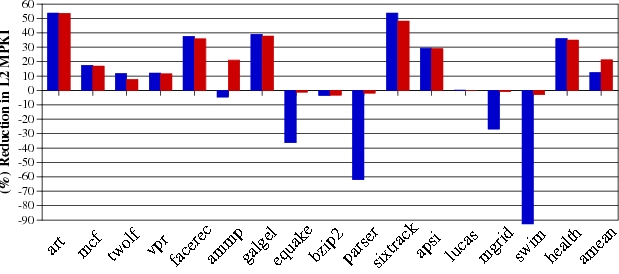 (%) Reduction in L2 MPKI
60
50
40
30
20
10
0
-10
-20
-30
-40
-50
-60
-70
-80
-90
art
mcf
twolf
vpr
facerec
ammp
galgel
equake
bzip2
parser
sixtrack
apsi
lucas
mgrid
swim
health
amean